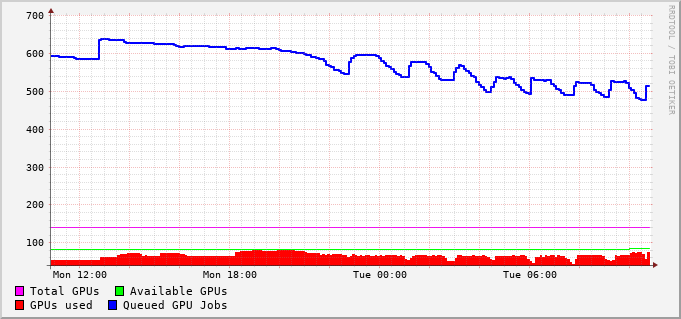 700
600
500
400
300
200
100
Mon 12:00 Mon 18:00 Tue 00:00 Tue 06:00
Total GPUs Available GPUs
GPUs used Queued GPU Jobs
RRDTOOL / TOBI OETIKER